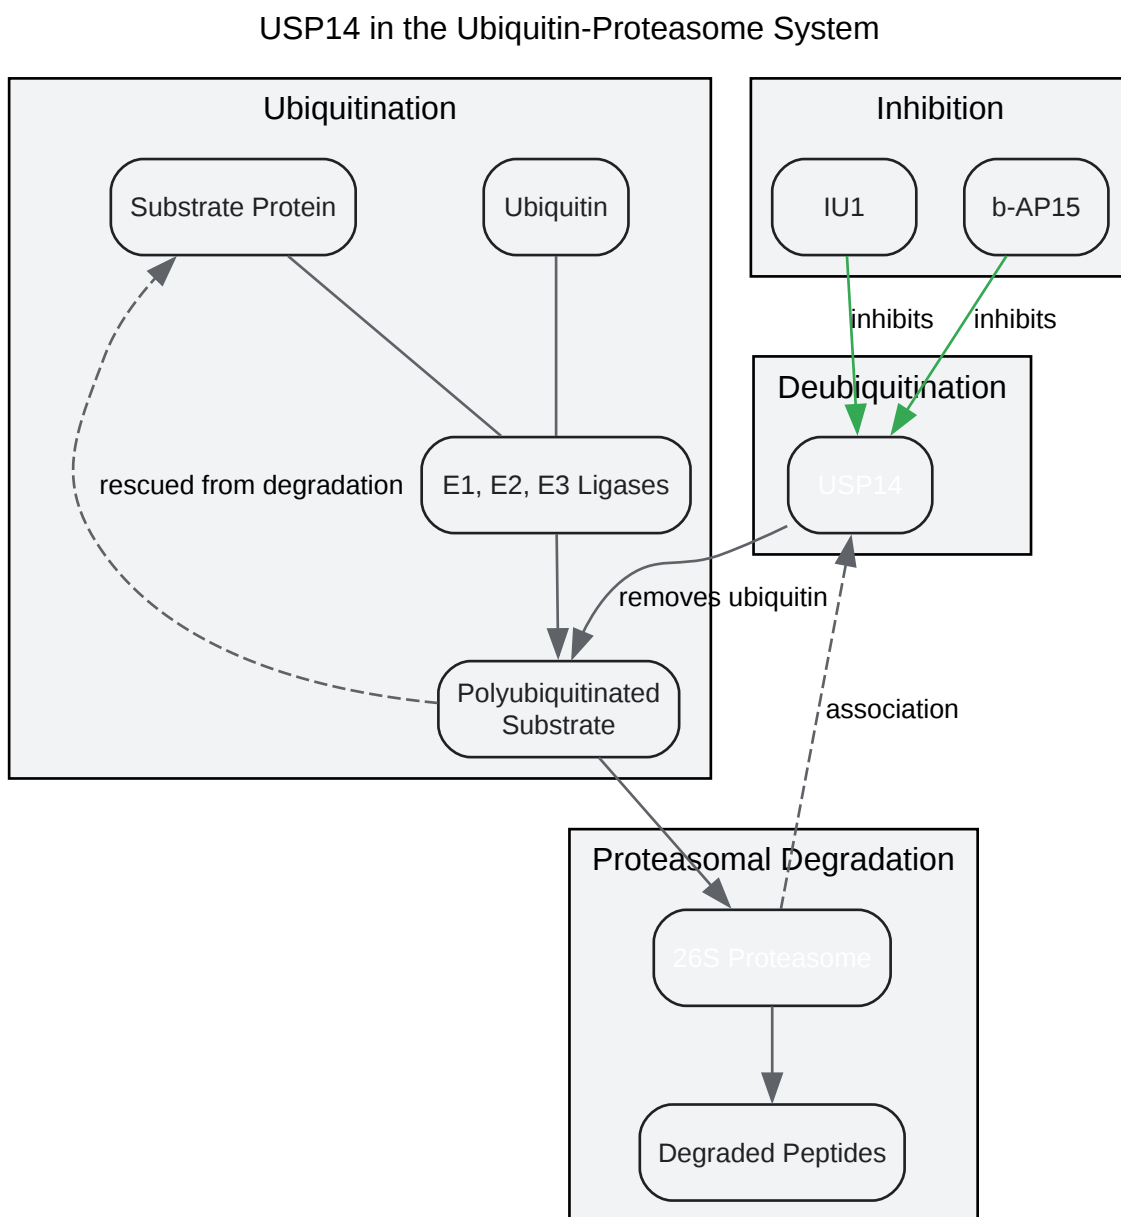 USP14 in the Ubiquitin-Proteasome System
Ubiquitination
Inhibition
Substrate Protein
Ubiquitin
IU1
b-AP15
inhibits
inhibits
Deubiquitination
rescued from degradation
E1, E2, E3 Ligases
USP14
removes ubiquitin
Polyubiquitinated
Substrate
association
Proteasomal Degradation
26S Proteasome
Degraded Peptides